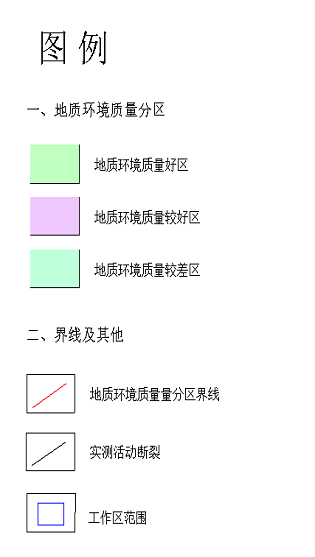 图例
一、地质环境质量分区
地质环境质量好区
地质环境质量较好区
地质环境质量较差区
二、界线及其他
地质环境质量量分区界线
实测活动断裂
工作区范围